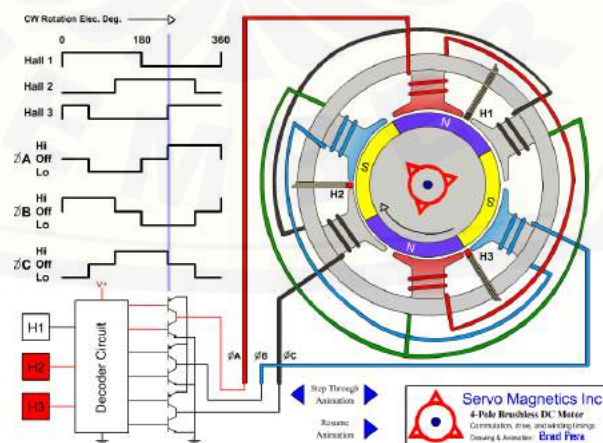 CW Rotation Elec. Deg.
0 180 360
Hall 1
Hall 2
Hall 3
Hi
ØA Off
Lo
Hi
ØB Off
Lo
Hi
ØC Off
Lo
V+
H1
H2
H3
Decoder Circuit
ØA ØB ØC
N
S
S
N
H1
H2
H3
Step Through
Animation
Resume
Animation
Servo Magnetics Inc
4-Pole Brushless DC Motor
Commutation, drive, and winding timings.
Drawing & Animation: Brad Pera